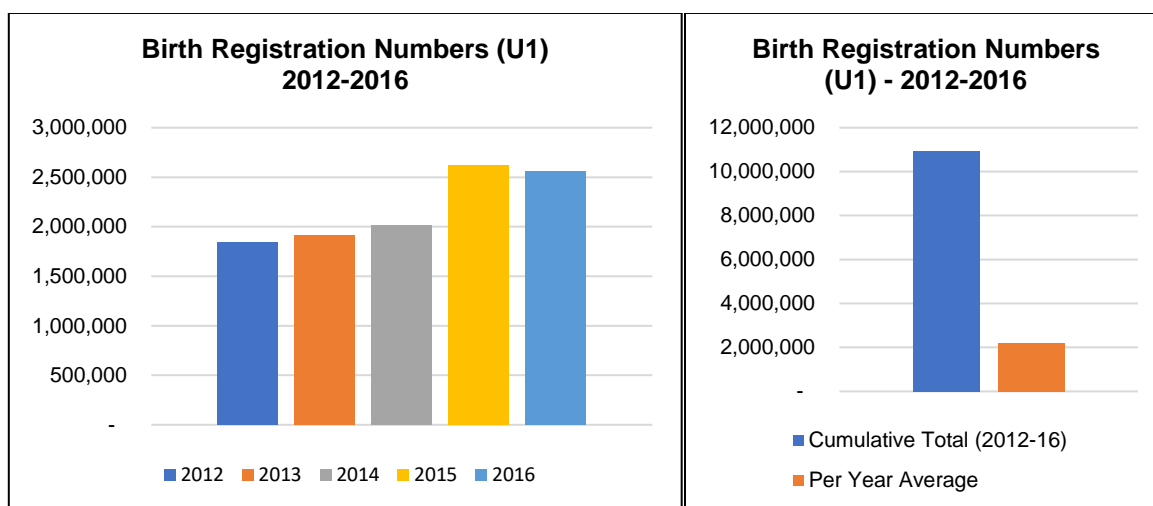 Birth Registration Numbers (U1)
2012-2016
3,000,000
2,500,000
2,000,000
1,500,000
1,000,000
500,000
-
2012 2013 2014 2015 2016
Birth Registration Numbers
(U1) - 2012-2016
12,000,000
10,000,000
8,000,000
6,000,000
4,000,000
2,000,000
-
Cumulative Total (2012-16)
Per Year Average